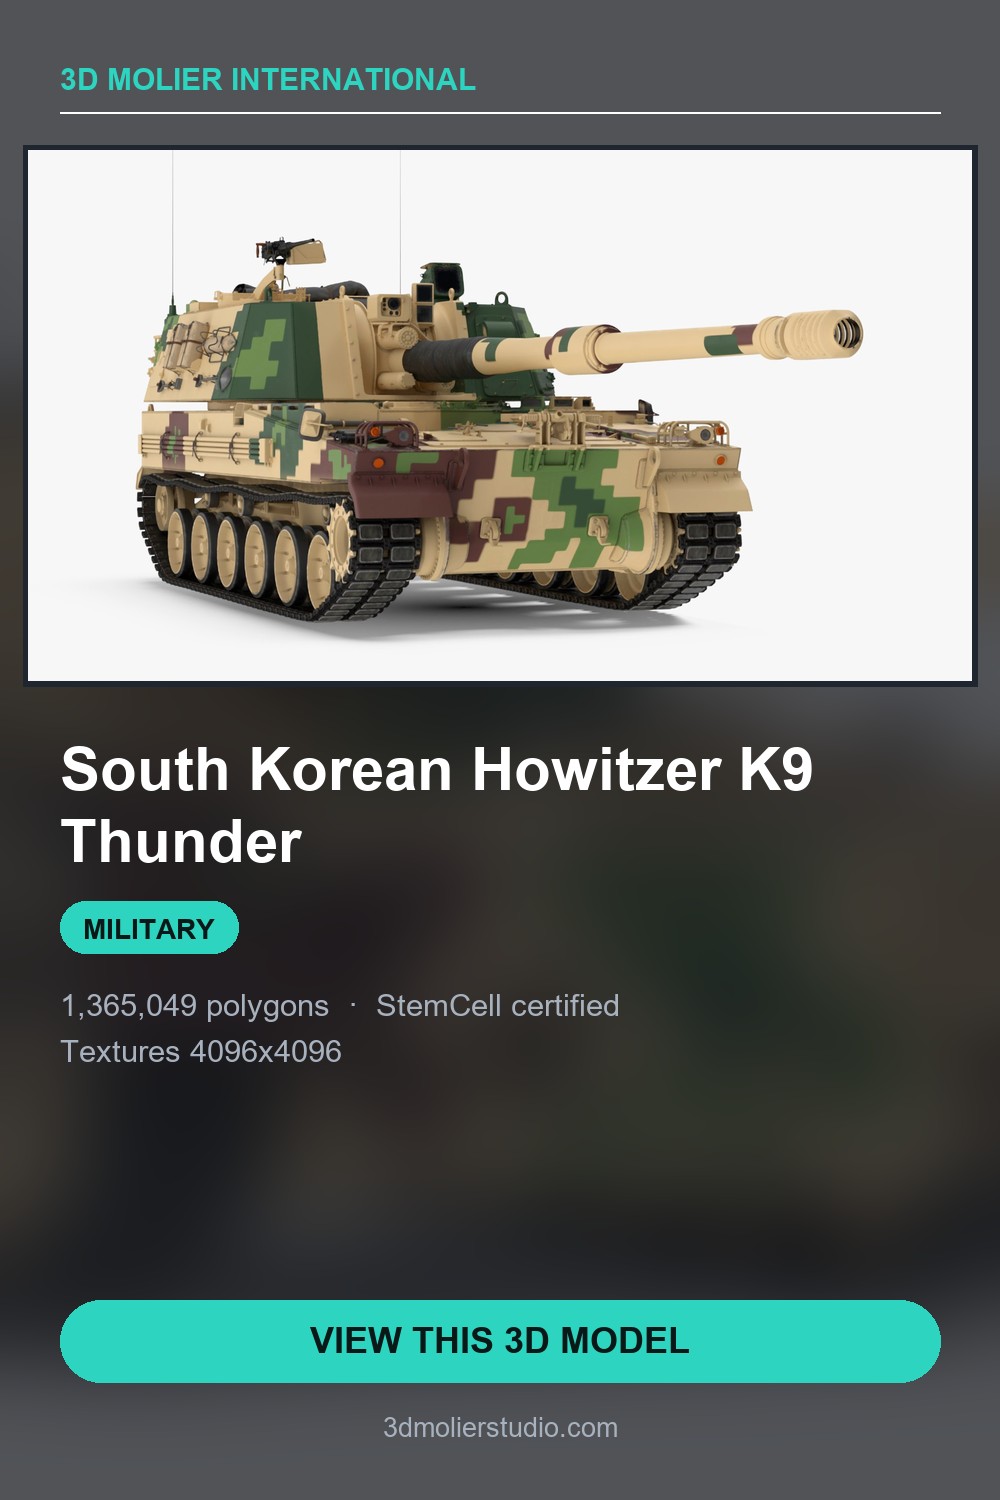 3D MOLIER INTERNATIONAL
South Korean Howitzer K9
Thunder
MILITARY
1,365,049 polygons · StemCell certified
Textures 4096x4096
VIEW THIS 3D MODEL
3dmolierstudio.com